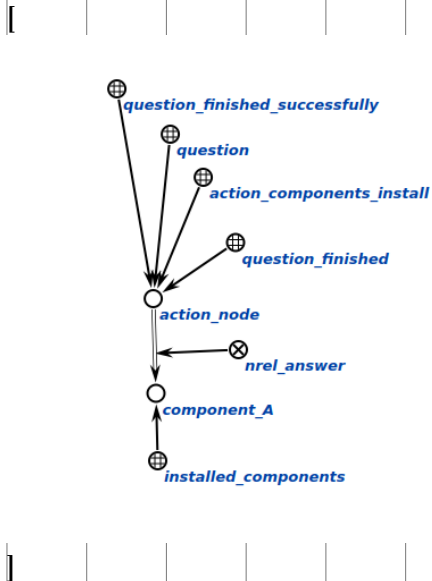 [
question_finished_successfully
question
action_components_install
question_finished
action_node
nrel_answer
component_A
installed_components
]